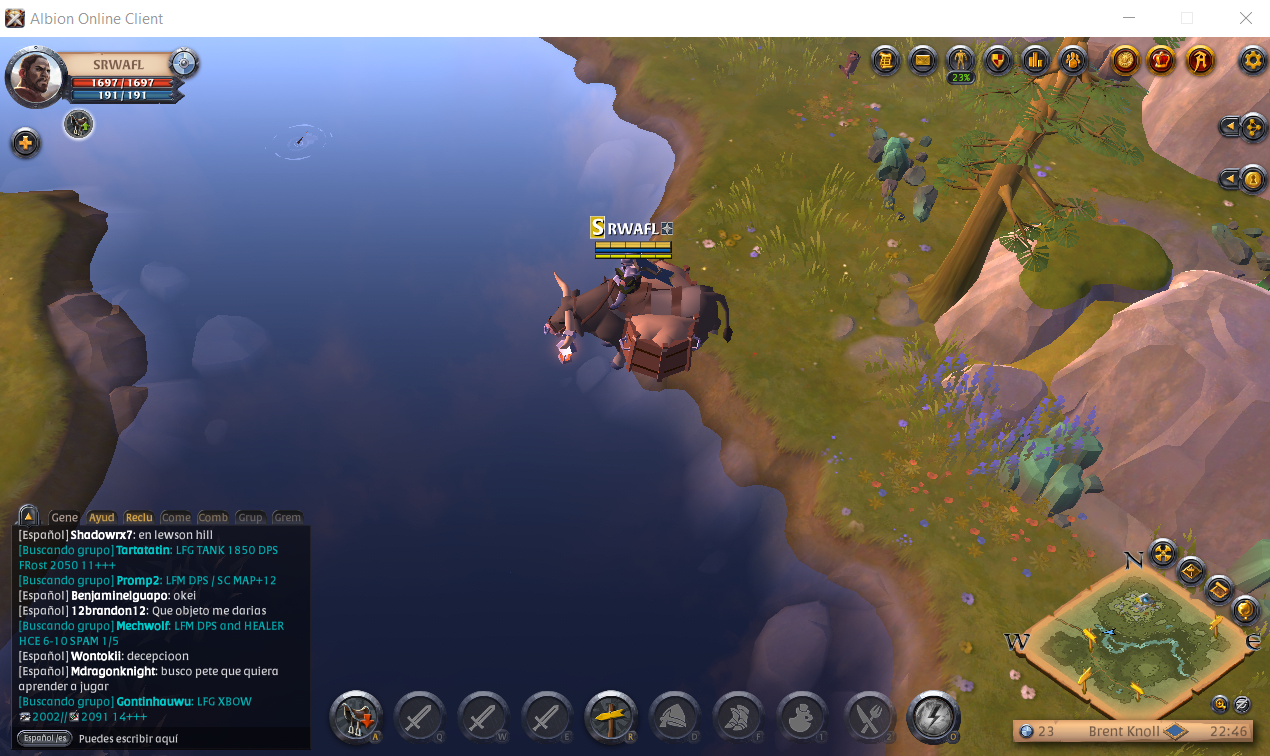 Albion Online Client
SRWAFL
1697 / 1697
191 / 191
23%
SRWAFL
Gene Ayud Reclu Come Comb Grup Grem
[Español] Shadowrx7: en lewson hill
[Buscando grupo] Tartatatin: LFG TANK 1850 DPS
FRost 2050 11+++
[Buscando grupo] Promp2: LFM DPS / SC MAP+12
[Español] Benjaminelguapo: okei
[Español] 12brandon12: Que objeto me darias
[Buscando grupo] Mechwolf: LFM DPS and HEALER
HCE 6-10 SPAM 1/5
[Español] Wontokii: decepcioon
[Español] Mdragonknight: busco pete que quiera
aprender a jugar
[Buscando grupo] Gontinhauwu: LFG XBOW
2002// 2091 14+++
Español /es Puedes escribir aquí
A Q W E R D F 1 2 O
N
W E
23 Brent Knoll 22:46